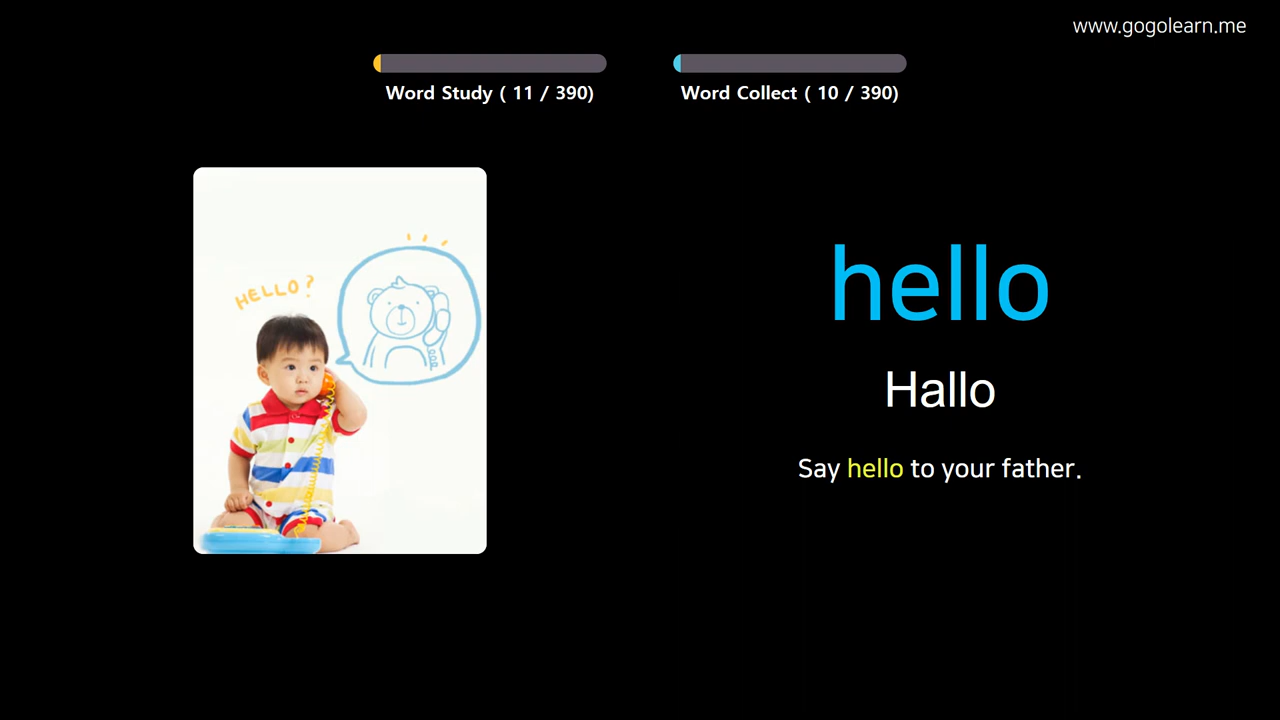 www.gogolearn.me
Word Study ( 11 / 390)
Word Collect ( 10 / 390)
HELLO?
hello
Hallo
Say hello to your father.